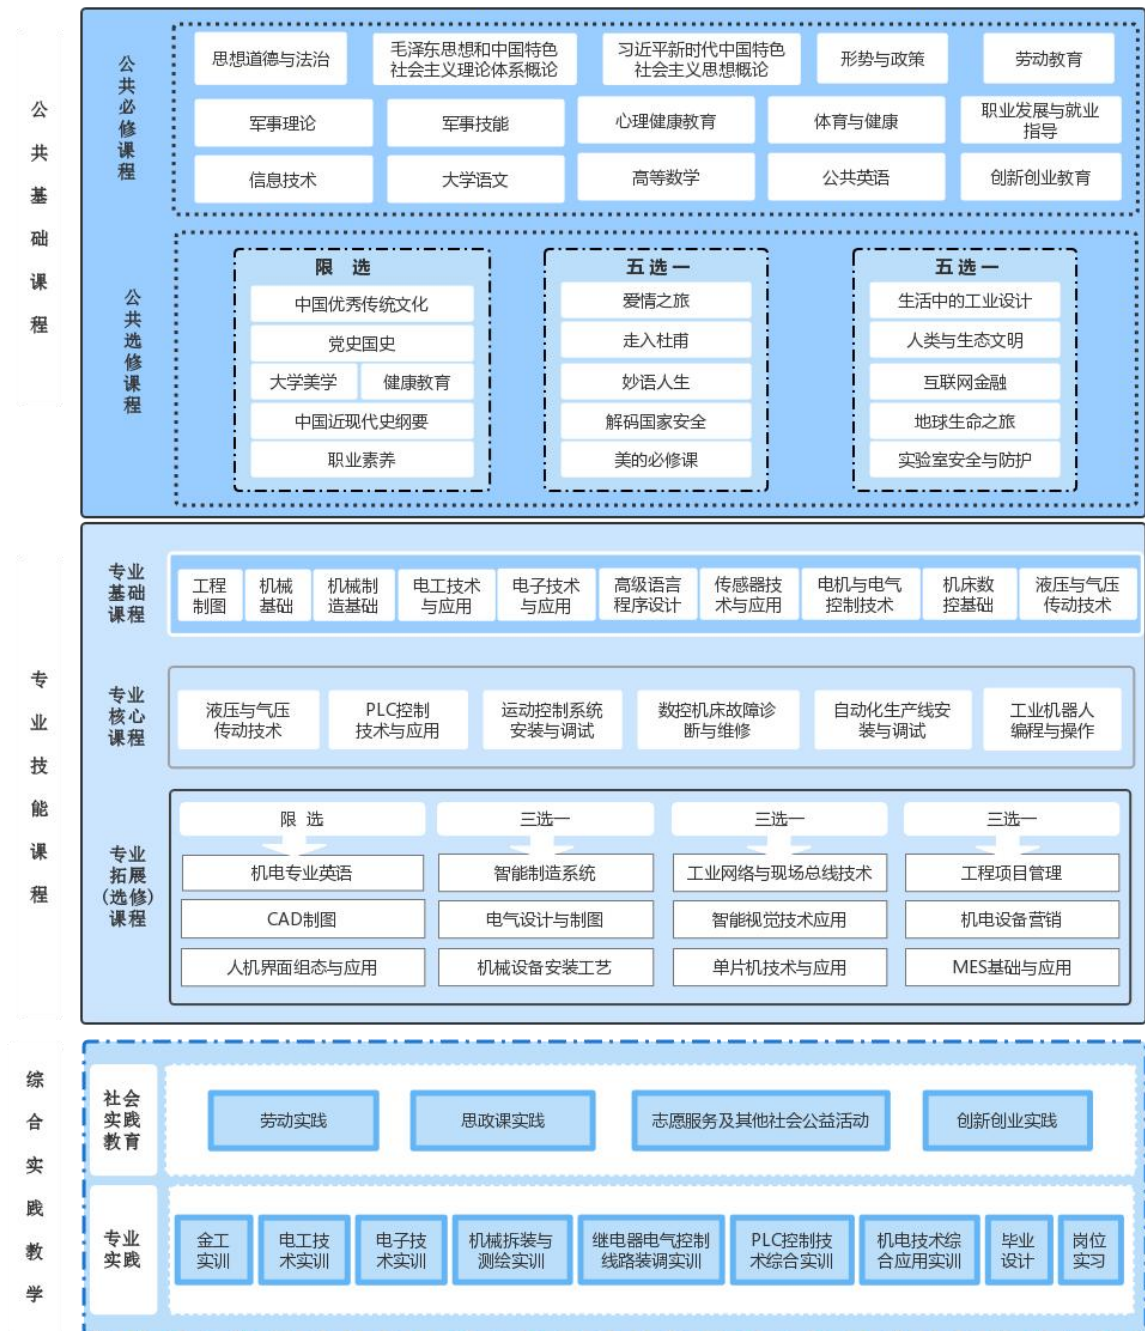 公共基础课程
公共必修课程
思想道德与法治
毛泽东思想和中国特色
社会主义理论体系概论
习近平新时代中国特色
社会主义思想概论
形势与政策
劳动教育
军事理论
军事技能
心理健康教育
体育与健康
职业发展与就业
指导
信息技术
大学语文
高等数学
公共英语
创新创业教育
公共选修课程
限 选
中国优秀传统文化
党史国史
大学美学
健康教育
中国近现代史纲要
职业素养
五选一
爱情之旅
走入杜甫
妙语人生
解码国家安全
美的必修课
五选一
生活中的工业设计
人类与生态文明
互联网金融
地球生命之旅
实验室安全与防护
专业技能课程
专业
基础
课程
工程
制图
机械
基础
机械制
造基础
电工技术
与应用
电子技术
与应用
高级语言
程序设计
传感器技
术与应用
电机与电气
控制技术
机床数
控基础
液压与气压
传动技术
专业
核心
课程
液压与气压
传动技术
PLC控制
技术与应用
运动控制系统
安装与调试
数控机床故障诊
断与维修
自动化生产线安
装与调试
工业机器人
编程与操作
专业
拓展
(选修)
课程
限 选
机电专业英语
CAD制图
人机界面组态与应用
三选一
智能制造系统
电气设计与制图
机械设备安装工艺
三选一
工业网络与现场总线技术
智能视觉技术应用
单片机技术与应用
三选一
工程项目管理
机电设备营销
MES基础与应用
综合实践教学
社会
实践
教育
劳动实践
思政课实践
志愿服务及其他社会公益活动
创新创业实践
专业
实践
金工
实训
电工技
术实训
电子技
术实训
机械拆装与
测绘实训
继电器电气控制
线路装调实训
PLC控制技
术综合实训
机电技术综
合应用实训
毕业
设计
岗位
实习